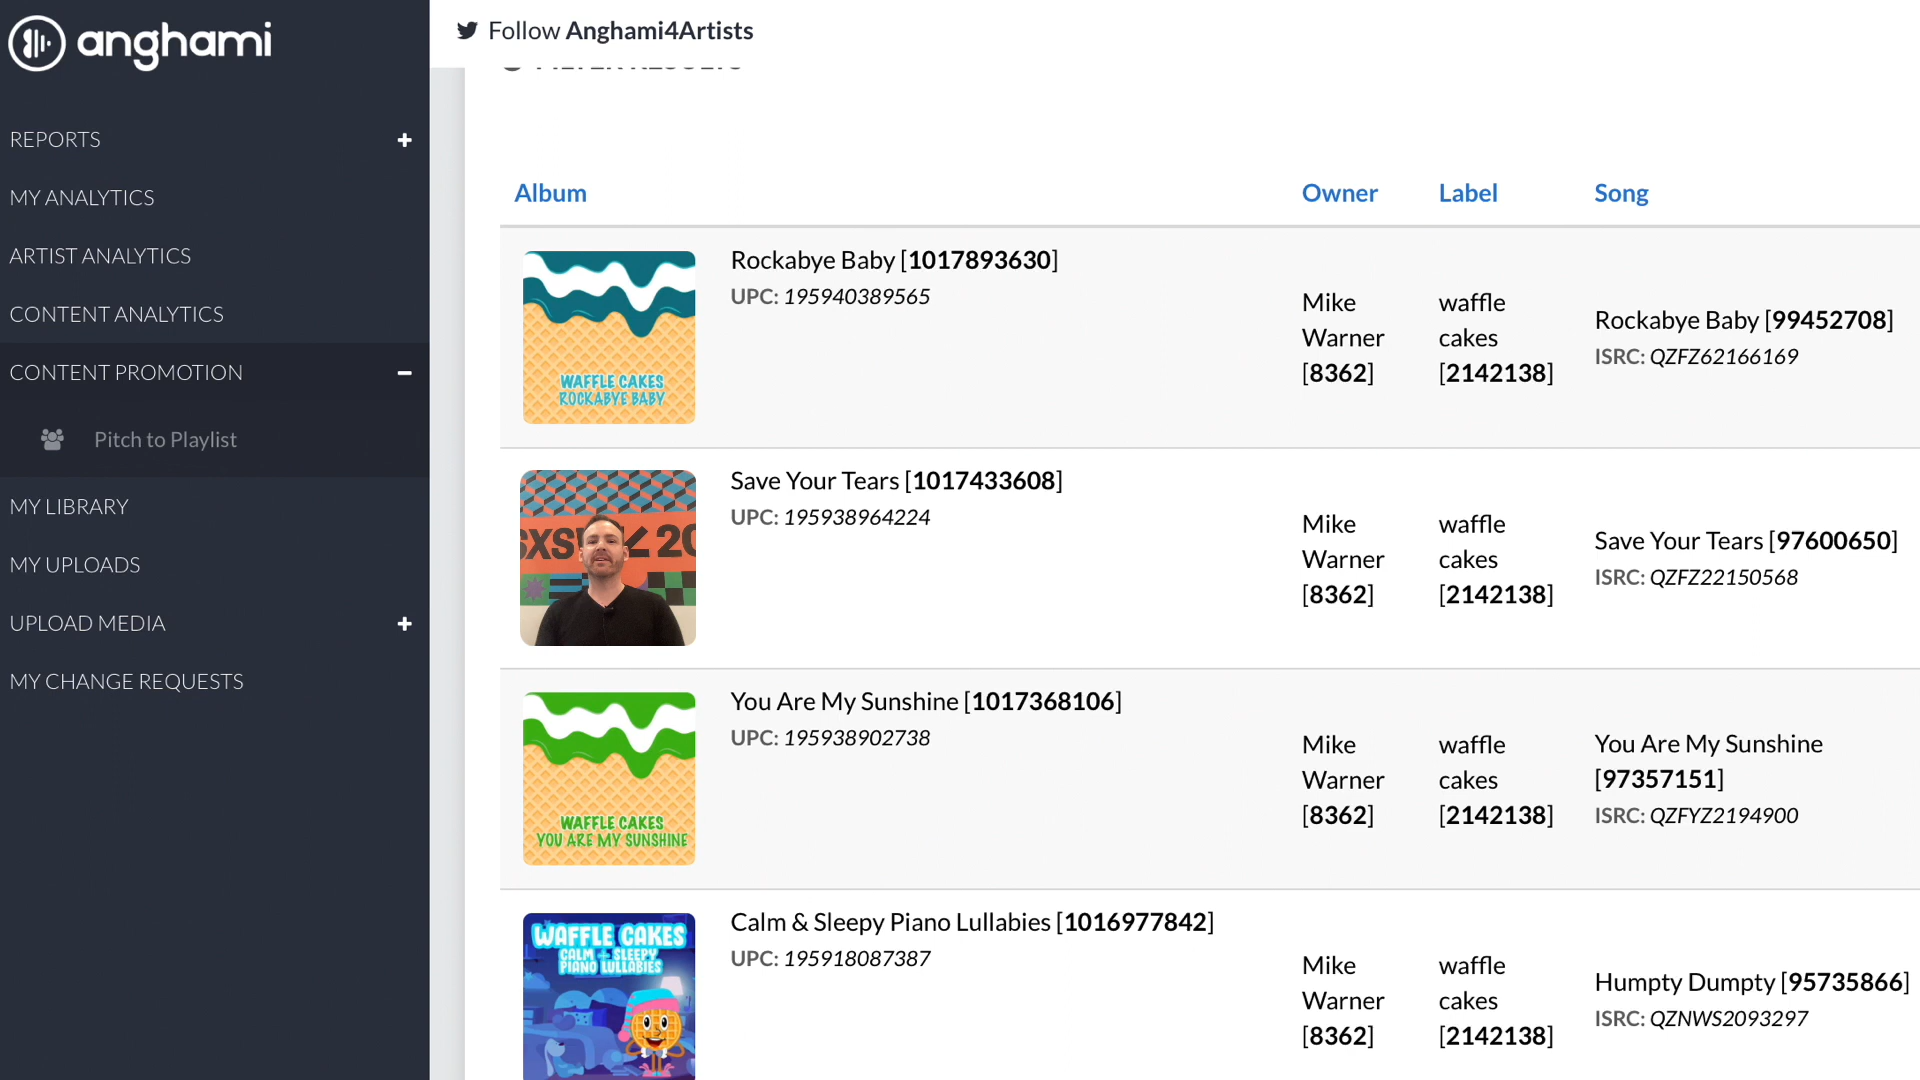 anghami
Follow Anghami4Artists
FILTER RESULTS
REPORTS
MY ANALYTICS
ARTIST ANALYTICS
CONTENT ANALYTICS
CONTENT PROMOTION
Pitch to Playlist
MY LIBRARY
MY UPLOADS
UPLOAD MEDIA
MY CHANGE REQUESTS
Album Owner Label Song
WAFFLE CAKES
ROCKABYE BABY
Rockabye Baby [1017893630]
UPC: 195940389565
Mike
Warner
[8362]
waffle
cakes
[2142138]
Rockabye Baby [99452708]
ISRC: QZFZ62166169
SXSW 20
Save Your Tears [1017433608]
UPC: 195938964224
Mike
Warner
[8362]
waffle
cakes
[2142138]
Save Your Tears [97600650]
ISRC: QZFZ22150568
WAFFLE CAKES
YOU ARE MY SUNSHINE
You Are My Sunshine [1017368106]
UPC: 195938902738
Mike
Warner
[8362]
waffle
cakes
[2142138]
You Are My Sunshine
[97357151]
ISRC: QZFYZ2194900
WAFFLE CAKES
CALM + SLEEPY
PIANO LULLABIES
Calm & Sleepy Piano Lullabies [1016977842]
UPC: 195918087387
Mike
Warner
[8362]
waffle
cakes
[2142138]
Humpty Dumpty [95735866]
ISRC: QZNWS2093297